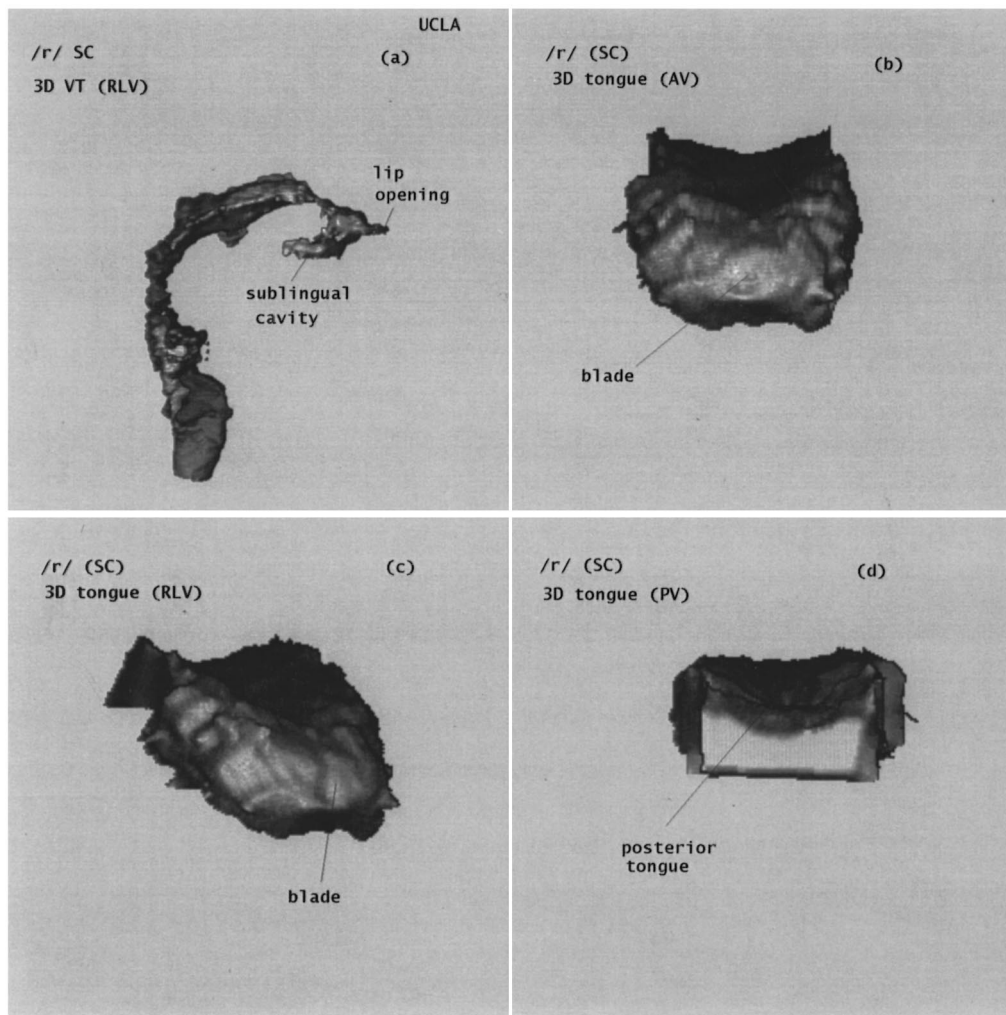 UCLA
/r/ SC
(a)
3D VT (RLV)
lip
opening
sublingual
cavity
/r/ (SC)
(b)
3D tongue (AV)
blade
/r/ (SC)
(c)
3D tongue (RLV)
blade
/r/ (SC)
(d)
3D tongue (PV)
posterior
tongue